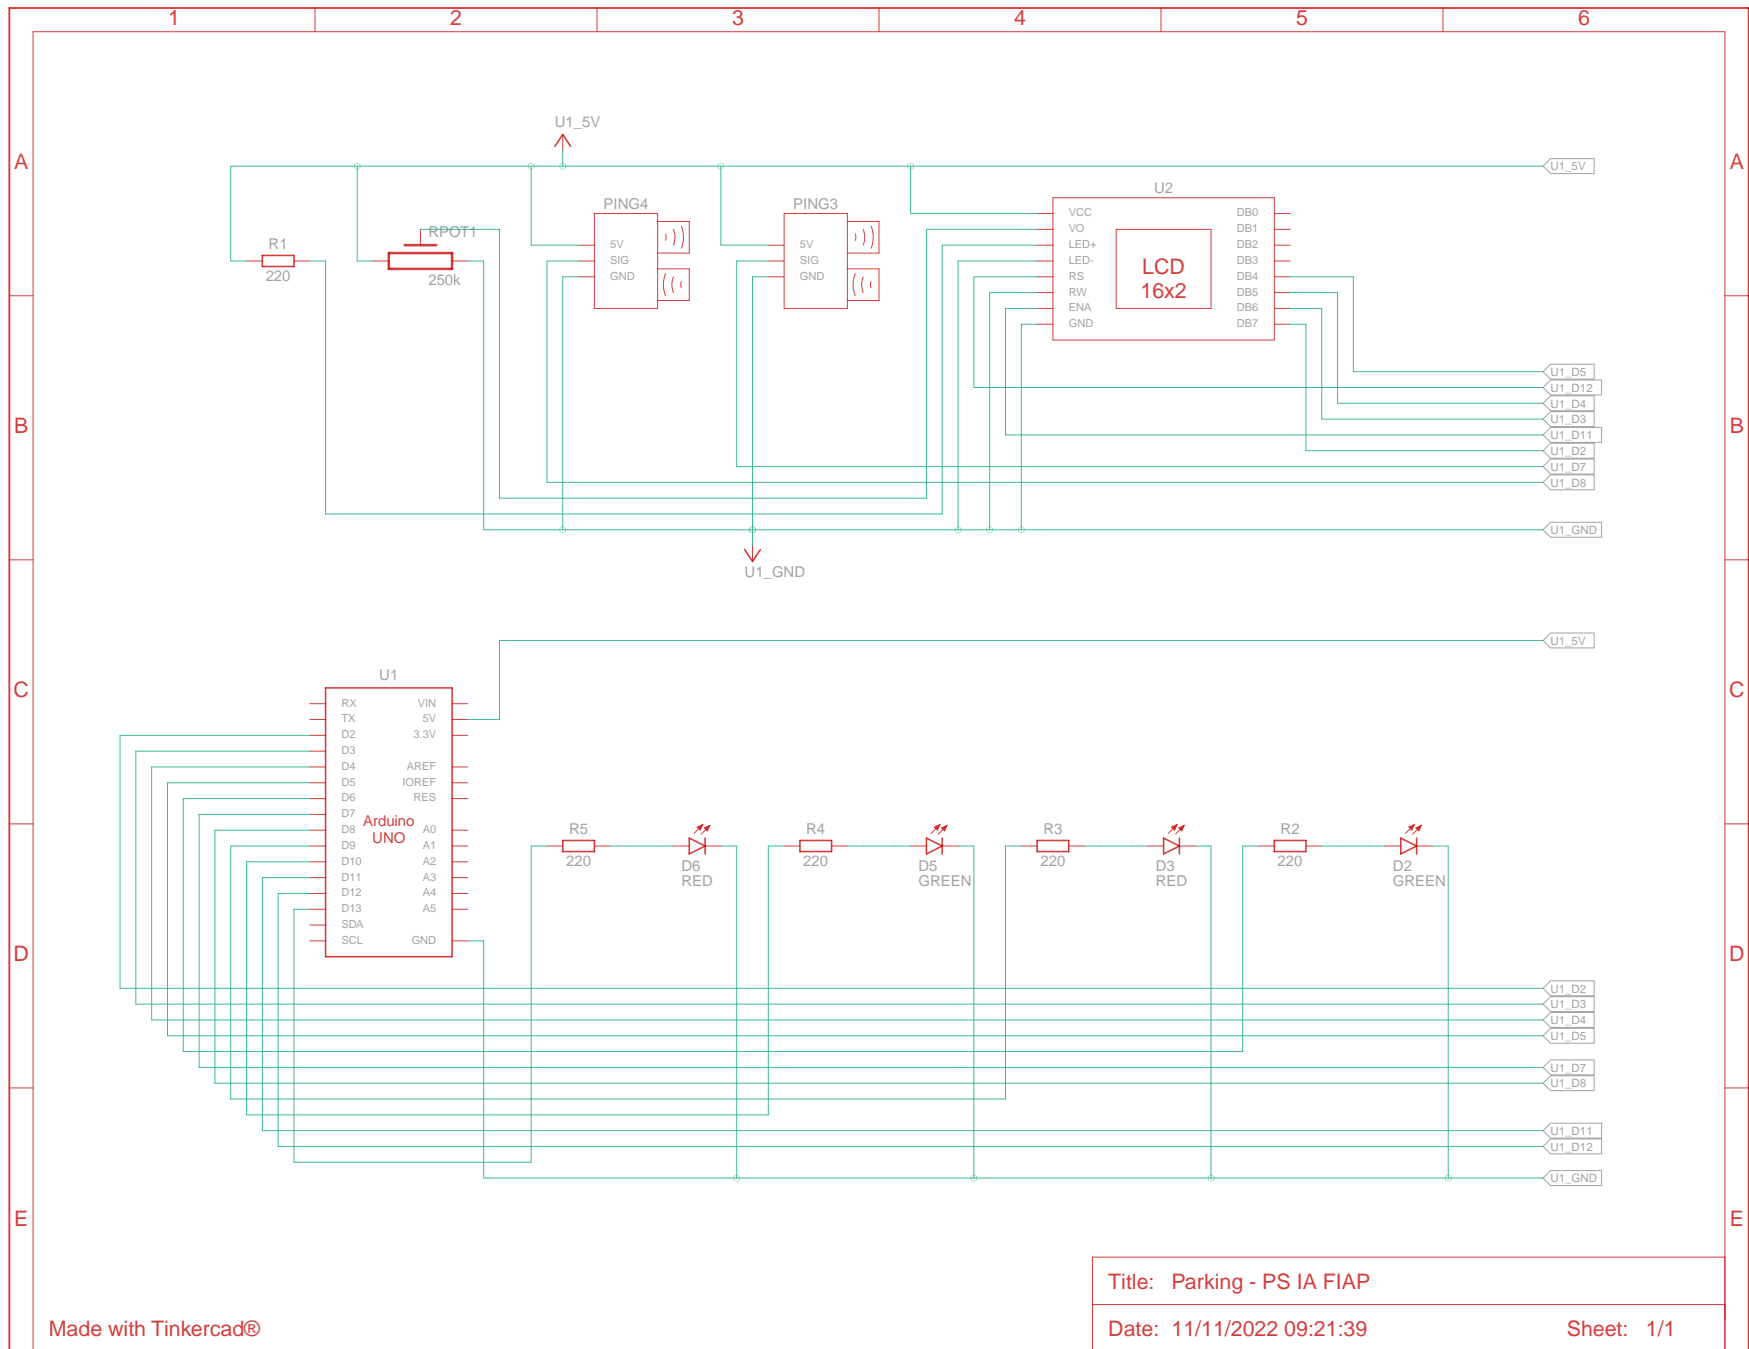 1 2 3 4 5 6
A A
B B
C C
D D
E E
U1_5V
U1_5V
R1
220
RPOT1
250k
PING4
5V
SIG
GND
PING3
5V
SIG
GND
U2
VCC DB0
VO DB1
LED+ DB2
LED- DB3
RS DB4
RW DB5
ENA DB6
GND DB7
LCD
16x2
U1_D5
U1_D12
U1_D4
U1_D3
U1_D11
U1_D2
U1_D7
U1_D8
U1_GND
U1_GND
U1_5V
U1
RX VIN
TX 5V
D2 3.3V
D3
D4 AREF
D5 IOREF
D6 RES
D7
D8 A0
D9 A1
D10 A2
D11 A3
D12 A4
D13 A5
SDA
SCL GND
Arduino
UNO
R5
220
D6
RED
R4
220
D5
GREEN
R3
220
D3
RED
R2
220
D2
GREEN
U1_D2
U1_D3
U1_D4
U1_D5
U1_D7
U1_D8
U1_D11
U1_D12
U1_GND
Title: Parking - PS IA FIAP
Made with Tinkercad®
Date: 11/11/2022 09:21:39 Sheet: 1/1